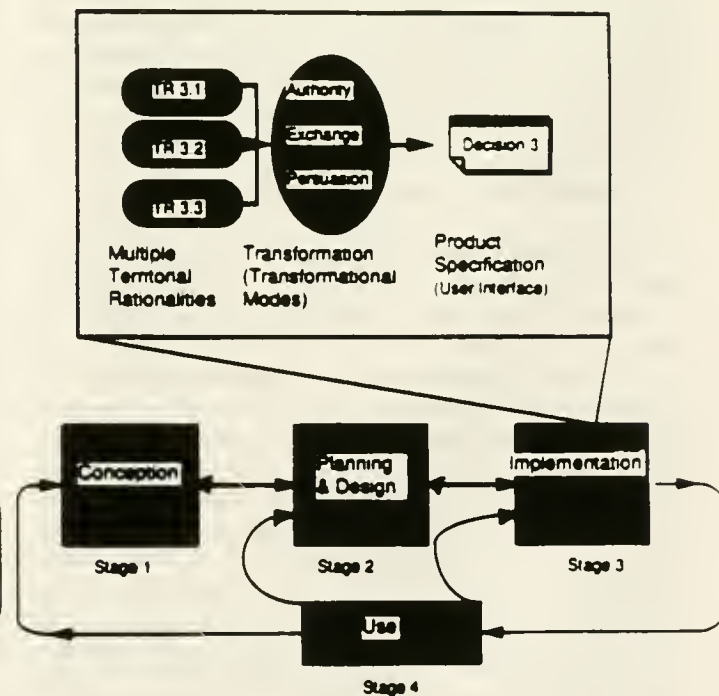 TR 3.1
TR 3.2
TR 3.3
Authority
Exchange
Persuasion
Decision 3
Multiple
Territorial
Rationalities
Transformation
(Transformational
Modes)
Product
Specification
(User Interface)
Conception
Planning
& Design
Implementation
Stage 1
Stage 2
Stage 3
Use
Stage 4